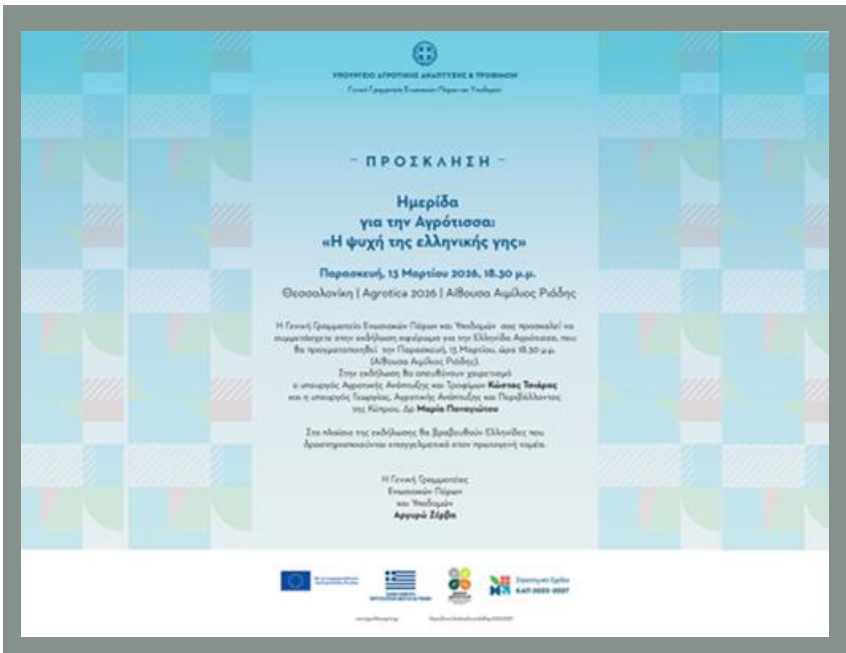 ΥΠΟΥΡΓΕΙΟ ΑΓΡΟΤΙΚΗΣ ΑΝΑΠΤΥΞΗΣ & ΤΡΟΦΙΜΩΝ
Γενική Γραμματεία Ενωσιακών Πόρων και Υποδομών
– ΠΡΟΣΚΛΗΣΗ –
Ημερίδα
για την Αγρότισσα:
«Η ψυχή της ελληνικής γης»
Παρασκευή, 13 Μαρτίου 2026, 18.30 μ.μ.
Θεσσαλονίκη | Agrotica 2026 | Αίθουσα Αιμίλιος Ριάδης
Η Γενική Γραμματεία Ενωσιακών Πόρων και Υποδομών σας προσκαλεί να
συμμετάσχετε στην εκδήλωση αφιέρωμα για την Ελληνίδα Αγρότισσα, που
θα πραγματοποιηθεί την Παρασκευή, 13 Μαρτίου, ώρα 18.30 μ.μ.
(Αίθουσα Αιμίλιος Ριάδης).
Στην εκδήλωση θα απευθύνουν χαιρετισμό
ο υπουργός Αγροτικής Ανάπτυξης και Τροφίμων Κώστας Τσιάρας
και η υπουργός Γεωργίας, Αγροτικής Ανάπτυξης και Περιβάλλοντος
της Κύπρου, Δρ Μαρία Παναγιώτου
Στο πλαίσιο της εκδήλωσης θα βραβευθούν Ελληνίδες που
δραστηριοποιούνται επαγγελματικά στον πρωτογενή τομέα.
Η Γενική Γραμματέας
Ενωσιακών Πόρων
και Υποδομών
Αργυρώ Ζέρβα
Στρατηγικό Σχέδιο
ΚΑΠ 2023-2027